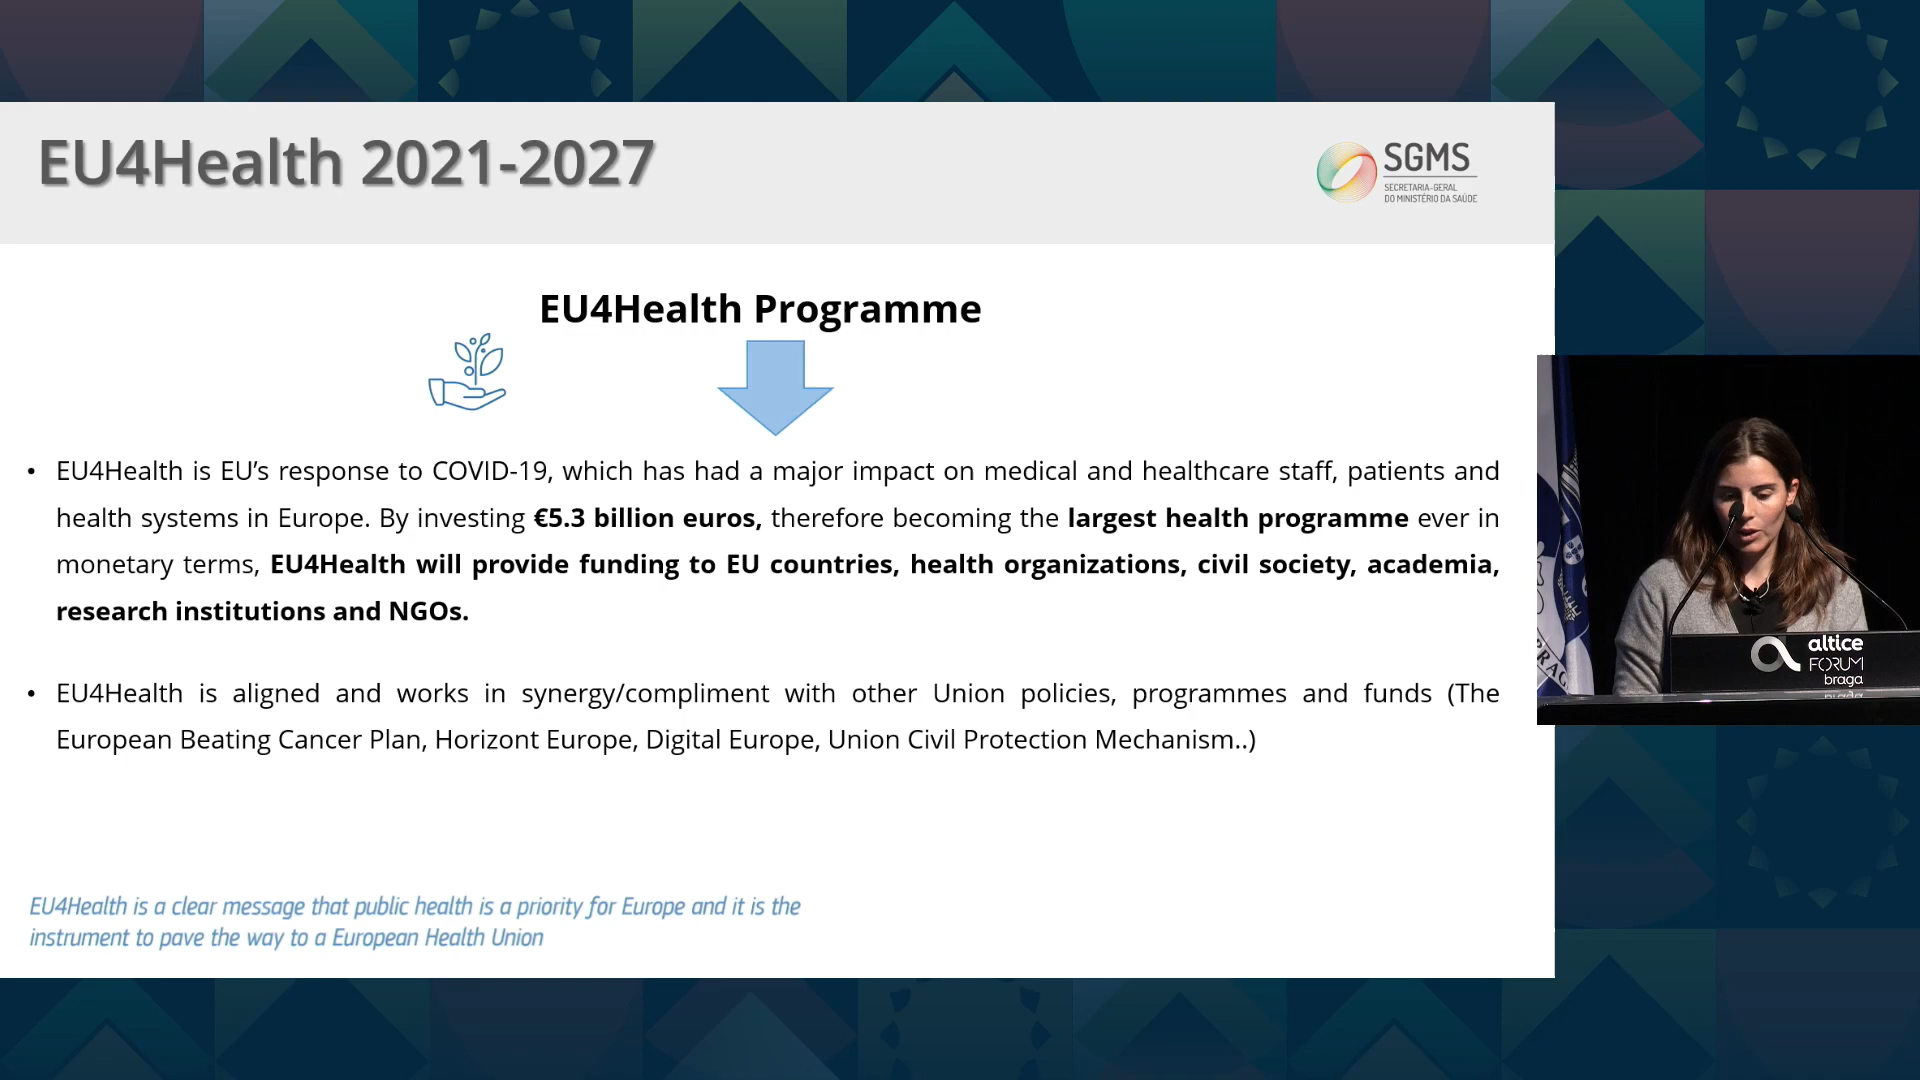 EU4Health 2021-2027
SGMS
SECRETARIA-GERAL
DO MINISTÉRIO DA SAÚDE
EU4Health Programme
• EU4Health is EU’s response to COVID-19, which has had a major impact on medical and healthcare staff, patients and
health systems in Europe. By investing €5.3 billion euros, therefore becoming the largest health programme ever in
monetary terms, EU4Health will provide funding to EU countries, health organizations, civil society, academia,
research institutions and NGOs.
• EU4Health is aligned and works in synergy/compliment with other Union policies, programmes and funds (The
European Beating Cancer Plan, Horizont Europe, Digital Europe, Union Civil Protection Mechanism..)
EU4Health is a clear message that public health is a priority for Europe and it is the
instrument to pave the way to a European Health Union
altice
FORUM
braga